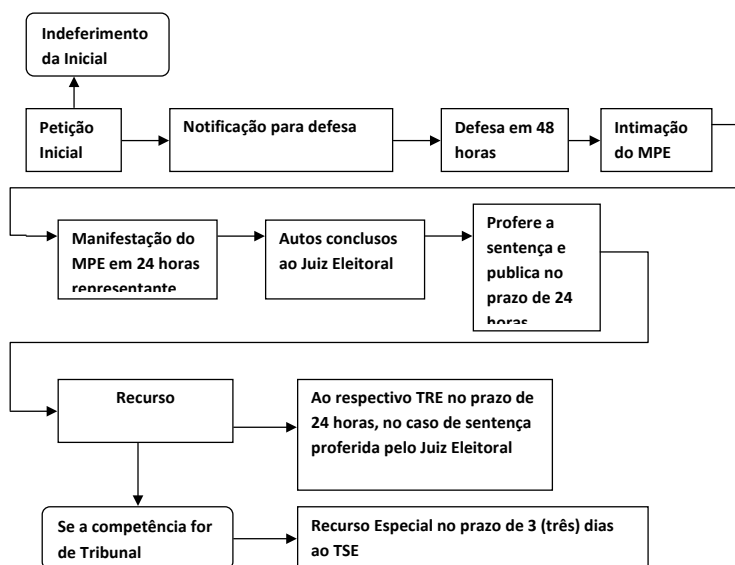 Indeferimento
da Inicial
Petição
Inicial
Notificação para defesa
Defesa em 48
horas
Intimação
do MPE
Manifestação do
MPE em 24 horas
representante
Autos conclusos
ao Juiz Eleitoral
Profere a
sentença e
publica no
prazo de 24
horas
Recurso
Ao respectivo TRE no prazo de
24 horas, no caso de sentença
proferida pelo Juiz Eleitoral
Se a competência for
de Tribunal
Recurso Especial no prazo de 3 (três) dias
ao TSE